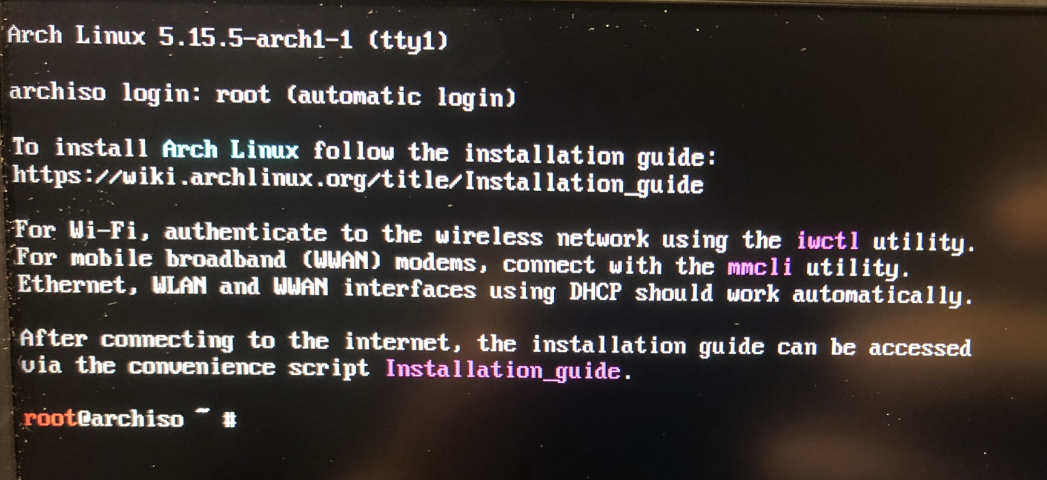 Arch Linux 5.15.5-arch1-1 (tty1)
archiso login: root (automatic login)
To install Arch Linux follow the installation guide:
https://wiki.archlinux.org/title/Installation_guide
For Wi-Fi, authenticate to the wireless network using the iwctl utility.
For mobile broadband (WWAN) modems, connect with the mmcli utility.
Ethernet, WLAN and WWAN interfaces using DHCP should work automatically.
After connecting to the internet, the installation guide can be accessed
via the convenience script Installation_guide.
root@archiso ~ #